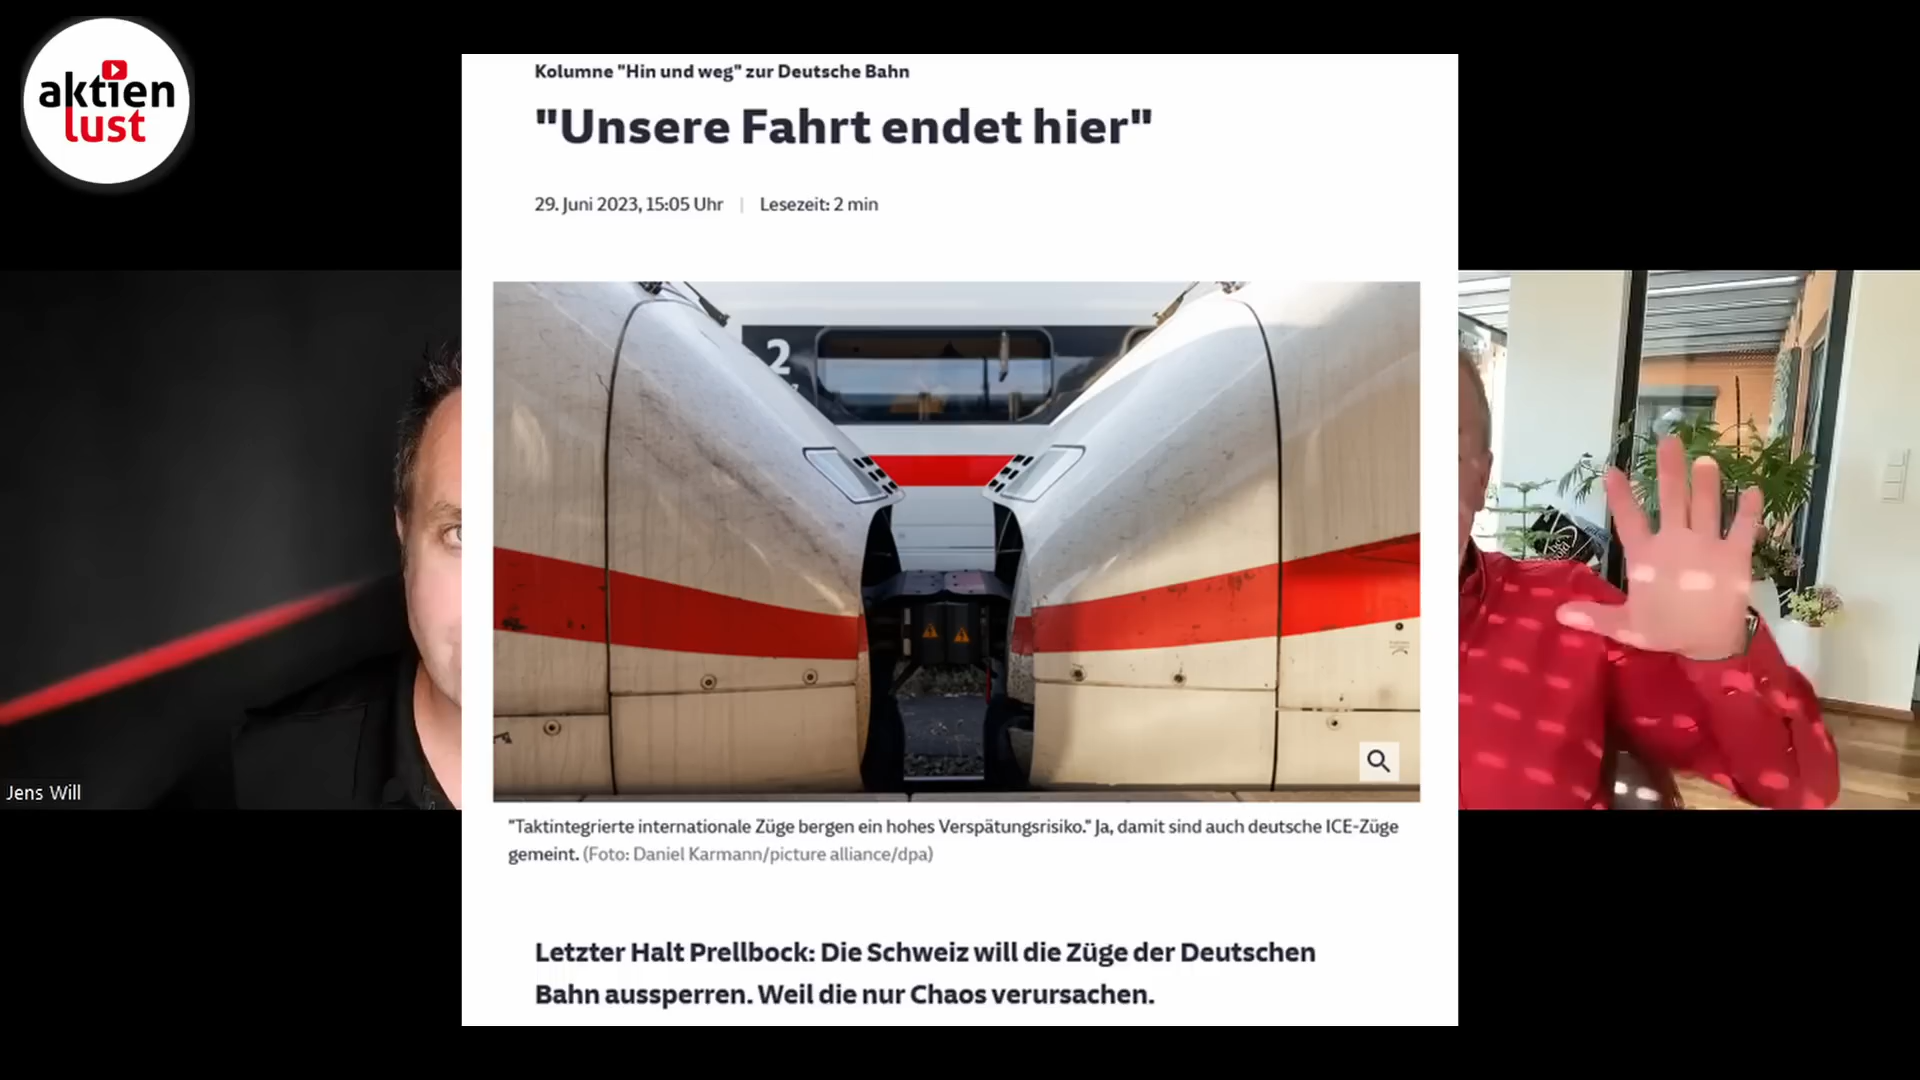 aktien
lust
Kolumne "Hin und weg" zur Deutsche Bahn
"Unsere Fahrt endet hier"
29. Juni 2023, 15:05 Uhr | Lesezeit: 2 min
2
"Taktintegrierte internationale Züge bergen ein hohes Verspätungsrisiko." Ja, damit sind auch deutsche ICE-Züge
gemeint. (Foto: Daniel Karmann/picture alliance/dpa)
Letzter Halt Prellbock: Die Schweiz will die Züge der Deutschen
Bahn aussperren. Weil die nur Chaos verursachen.
Jens Will